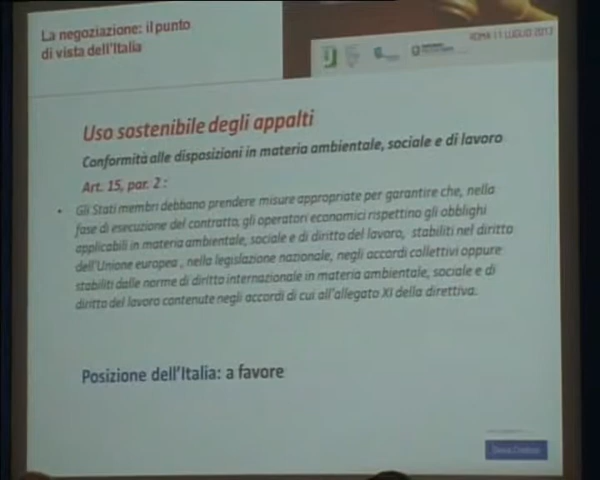 La negoziazione: il punto
di vista dell'Italia
ROMA 11 LUGLIO 2013
Uso sostenibile degli appalti
Conformità alle disposizioni in materia ambientale, sociale e di lavoro
Art. 15, par. 2 :
• Gli Stati membri debbano prendere misure appropriate per garantire che, nella
fase di esecuzione del contratto, gli operatori economici rispettino gli obblighi
applicabili in materia ambientale, sociale e di diritto del lavoro, stabiliti nel diritto
dell'Unione europea , nella legislazione nazionale, negli accordi collettivi oppure
stabiliti dalle norme di diritto internazionale in materia ambientale, sociale e di
diritto del lavoro contenute negli accordi di cui all'allegato XI della direttiva.
Posizione dell'Italia: a favore